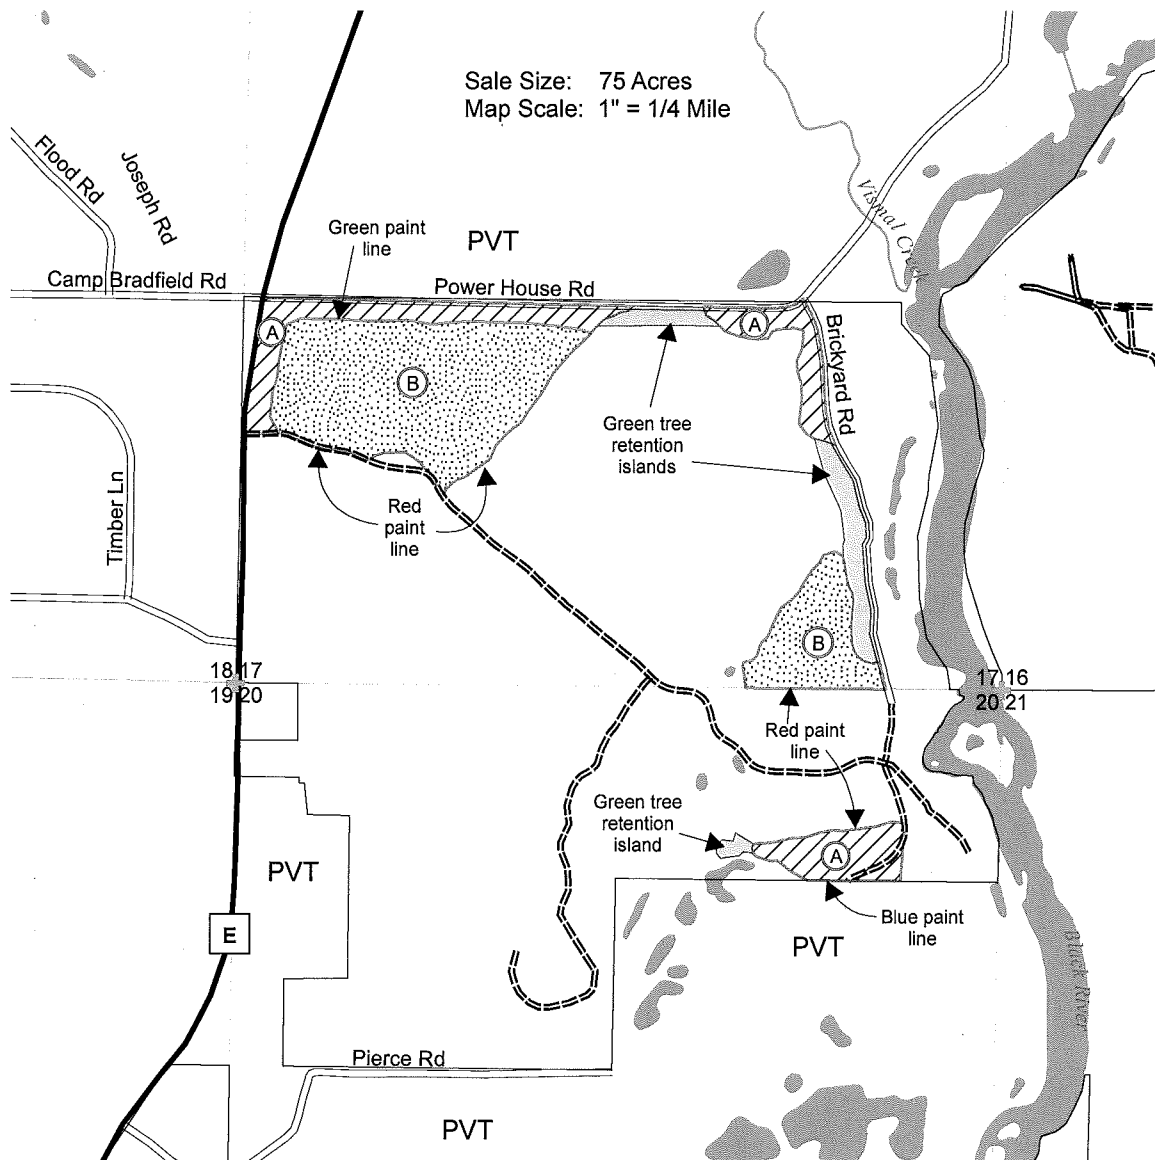 Sale Size: 75 Acres
Map Scale: 1" = 1/4 Mile
Flood Rd
Joseph Rd
Vismal Creek
Green paint
line
PVT
Camp Bradfield Rd
Power House Rd
A
A
B
Brickyard Rd
Green tree
retention
islands
Timber Ln
Red
paint
line
B
18 17
19 20
17 16
20 21
Red paint
line
Green tree
retention
island
A
PVT
E
Blue paint
line
PVT
Black River
Pierce Rd
PVT